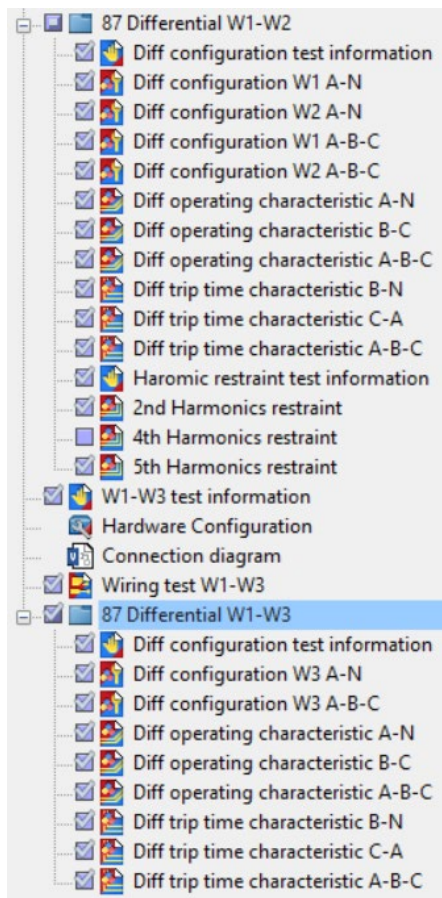 87 Differential W1-W2
Diff configuration test information
Diff configuration W1 A-N
Diff configuration W2 A-N
Diff configuration W1 A-B-C
Diff configuration W2 A-B-C
Diff operating characteristic A-N
Diff operating characteristic B-C
Diff operating characteristic A-B-C
Diff trip time characteristic B-N
Diff trip time characteristic C-A
Diff trip time characteristic A-B-C
Haromic restraint test information
2nd Harmonics restraint
4th Harmonics restraint
5th Harmonics restraint
W1-W3 test information
Hardware Configuration
Connection diagram
Wiring test W1-W3
87 Differential W1-W3
Diff configuration test information
Diff configuration W3 A-N
Diff configuration W3 A-B-C
Diff operating characteristic A-N
Diff operating characteristic B-C
Diff operating characteristic A-B-C
Diff trip time characteristic B-N
Diff trip time characteristic C-A
Diff trip time characteristic A-B-C